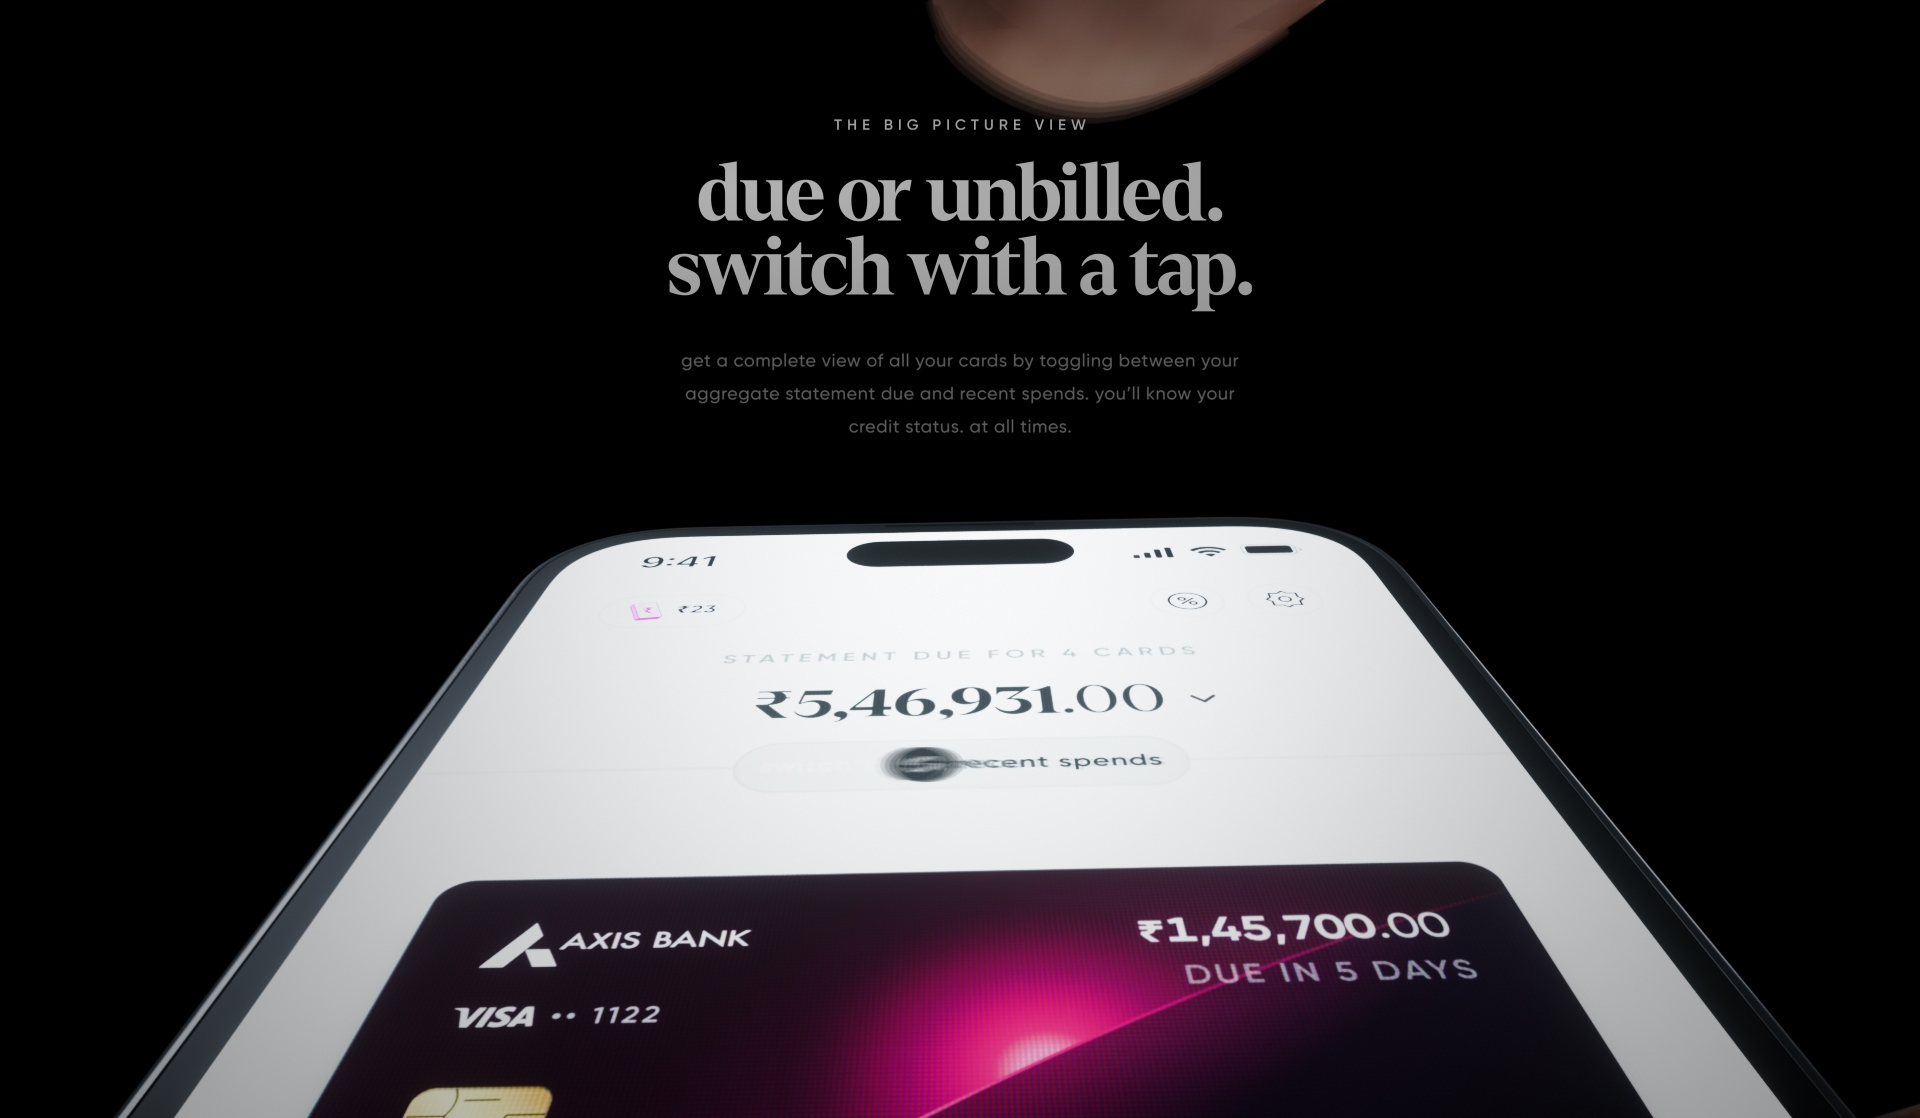 THE BIG PICTURE VIEW
due or unbilled.
switch with a tap.
get a complete view of all your cards by toggling between your
aggregate statement due and recent spends. you’ll know your
credit status. at all times.
9:41
₹23
STATEMENT DUE FOR 4 CARDS
₹5,46,931.00
spends
AXIS BANK
₹1,45,700.00
DUE IN 5 DAYS
VISA •• 1122